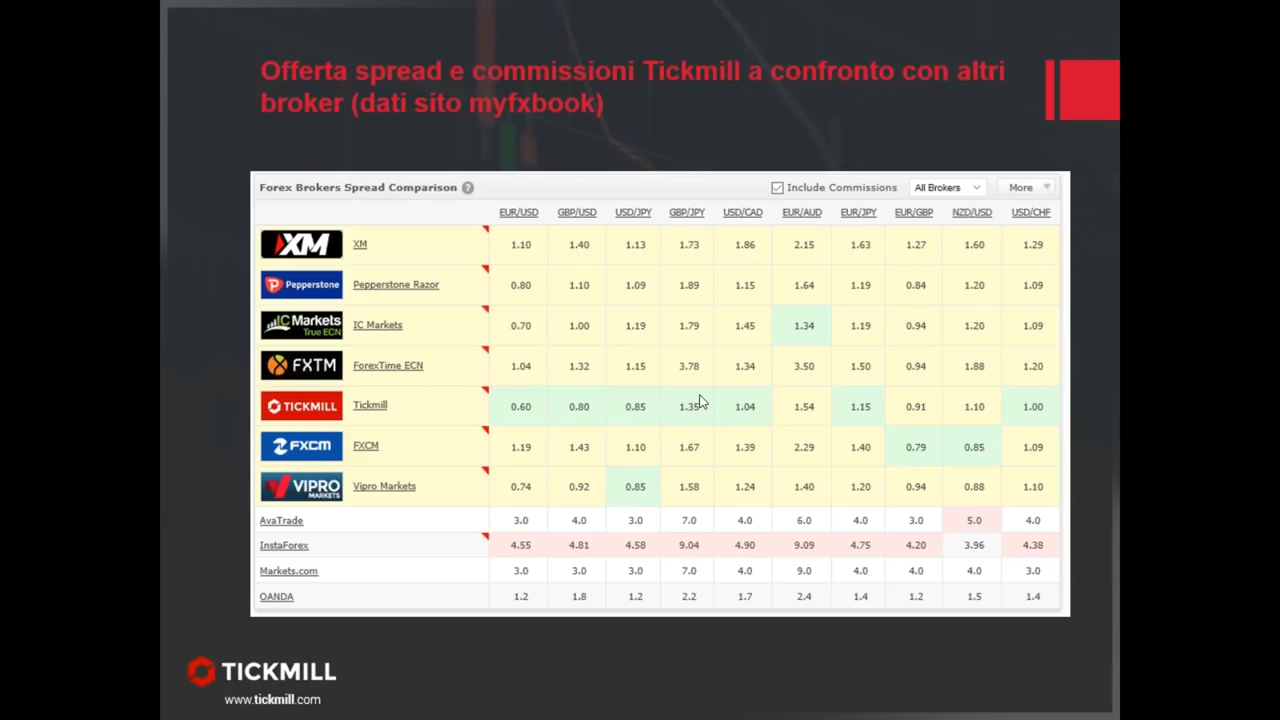 Offerta spread e commissioni Tickmill a confronto con altri
broker (dati sito myfxbook)
Forex Brokers Spread Comparison ? Include Commissions All Brokers More
EUR/USD GBP/USD USD/JPY GBP/JPY USD/CAD EUR/AUD EUR/JPY EUR/GBP NZD/USD USD/CHF
XM XM 1.10 1.40 1.13 1.73 1.86 2.15 1.63 1.27 1.60 1.29
Pepperstone Pepperstone Razor 0.80 1.10 1.09 1.89 1.15 1.64 1.19 0.84 1.20 1.09
IC Markets True ECN IC Markets 0.70 1.00 1.19 1.79 1.45 1.34 1.19 0.94 1.20 1.09
FXTM ForexTime ECN 1.04 1.32 1.15 3.78 1.34 3.50 1.50 0.94 1.88 1.20
TICKMILL Tickmill 0.60 0.80 0.85 1.35 1.04 1.54 1.15 0.91 1.10 1.00
FXCM FXCM 1.19 1.43 1.10 1.67 1.39 2.29 1.40 0.79 0.85 1.09
VIPRO MARKETS Vipro Markets 0.74 0.92 0.85 1.58 1.24 1.40 1.20 0.94 0.88 1.10
AvaTrade 3.0 4.0 3.0 7.0 4.0 6.0 4.0 3.0 5.0 4.0
InstaForex 4.55 4.81 4.58 9.04 4.90 9.09 4.75 4.20 3.96 4.38
Markets.com 3.0 3.0 3.0 7.0 4.0 9.0 4.0 4.0 4.0 3.0
OANDA 1.2 1.8 1.2 2.2 1.7 2.4 1.4 1.2 1.5 1.4
TICKMILL
www.tickmill.com